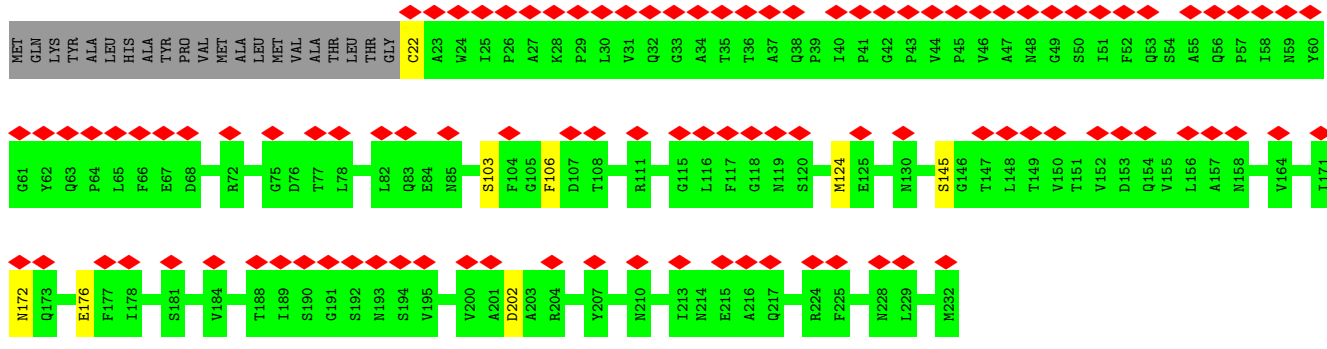 MET GLN LYS TYR ALA LEU HIS ALA TYR PRO VAL MET ALA LEU MET VAL ALA THR LEU THR GLY C22 A23 W24 I25 P26 A27 K28 P29 L30 V31 Q32 G33 A34 T35 T36 A37 Q38 P39 I40 P41 G42 P43 V44 P45 V46 A47 N48 G49 S50 I51 F52 Q53 S54 A55 Q56 P57 I58 N59 Y60
G61 Y62 Q63 P64 L65 F66 E67 D68 R72 G75 D76 T77 L78 L82 Q83 E84 N85 S103 F104 G105 F106 D107 T108 R111 G115 L116 F117 G118 N119 S120 M124 E125 N130 S145 G146 T147 L148 T149 V150 T151 V152 D153 Q154 V155 L156 A157 N158 V164 I171
N172 Q173 E176 F177 I178 S181 V184 T188 I189 S190 G191 S192 N193 S194 V195 V200 A201 D202 A203 R204 Y207 N210 I213 N214 E215 A216 Q217 R224 F225 N228 L229 M232